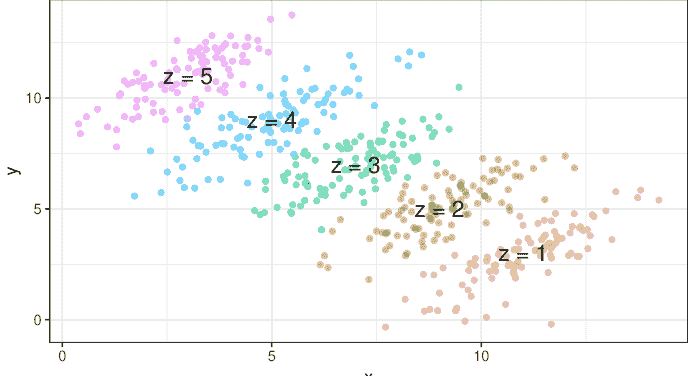 z = 5
10
z = 4
y
z = 3
5
z = 2
z = 1
0
0
5
10
x